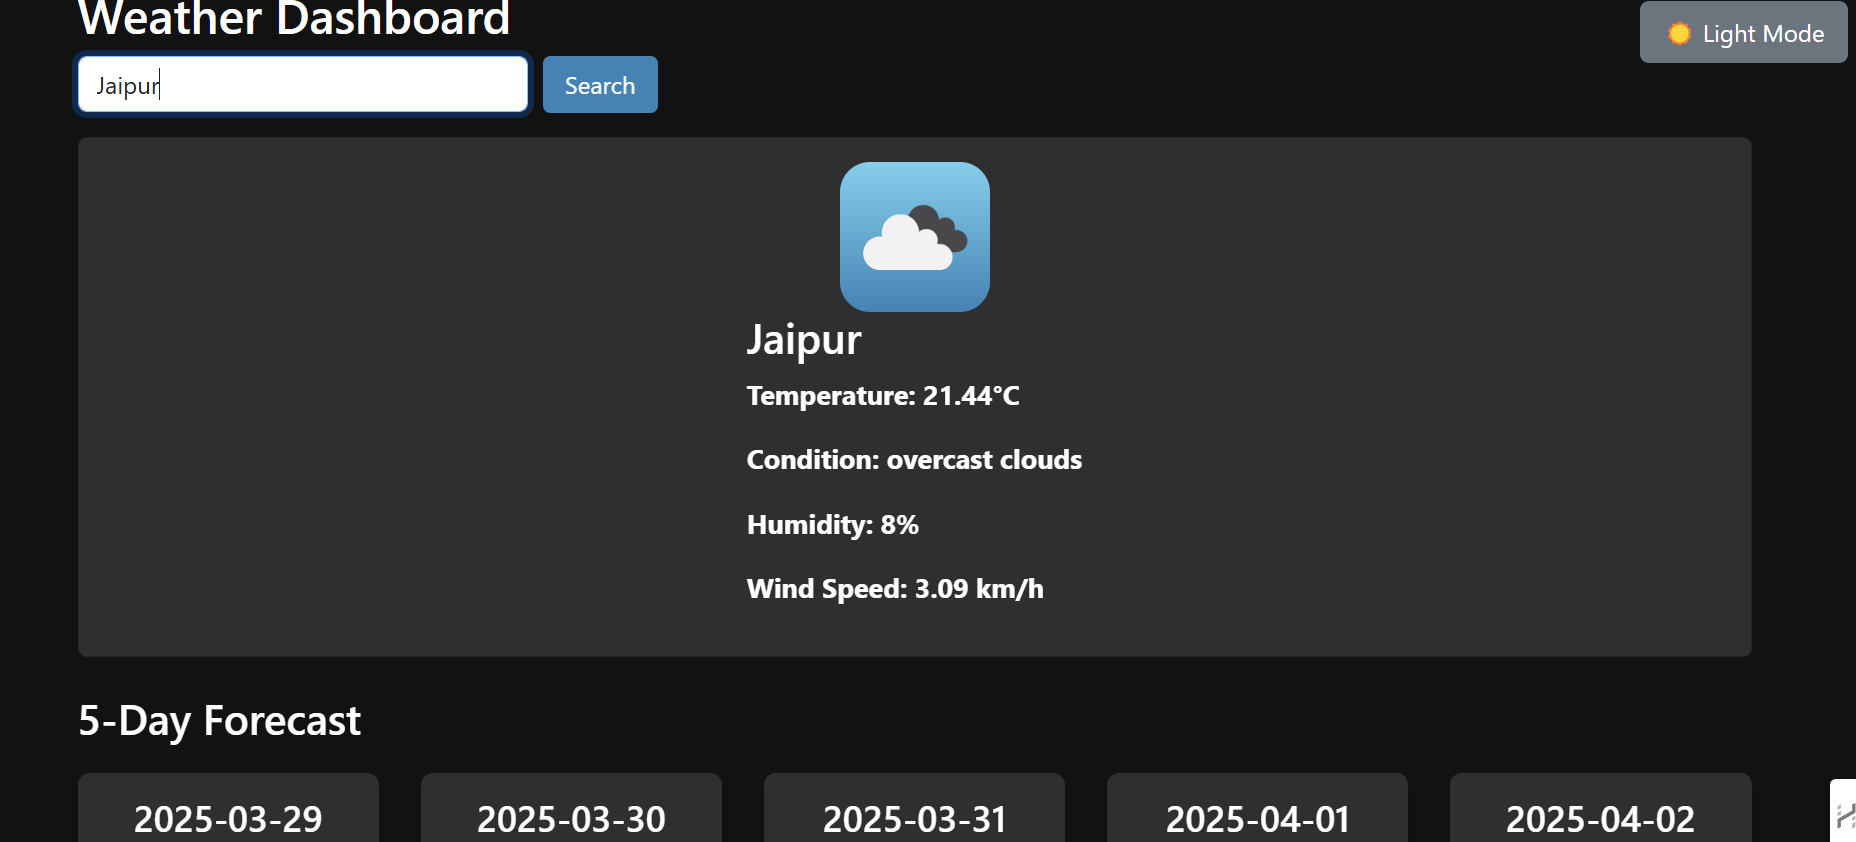 Weather Dashboard
Light Mode
Jaipur
Search
Jaipur
Temperature: 21.44°C
Condition: overcast clouds
Humidity: 8%
Wind Speed: 3.09 km/h
5-Day Forecast
2025-03-29
2025-03-30
2025-03-31
2025-04-01
2025-04-02